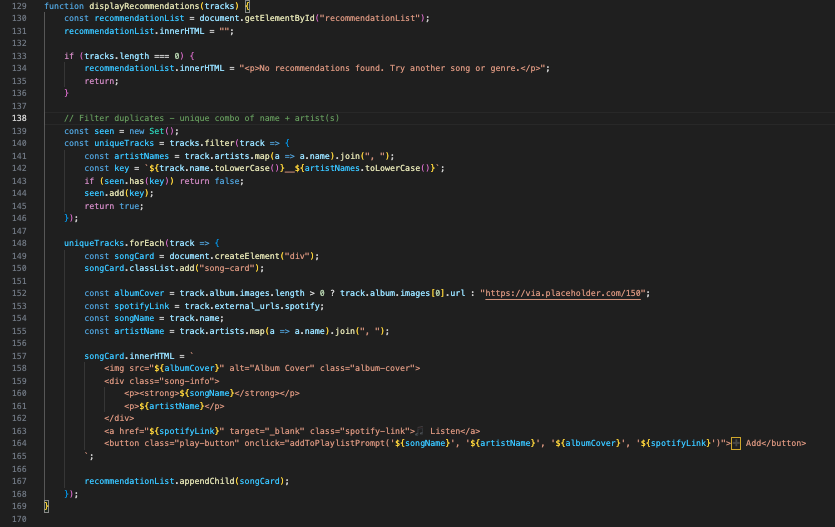 129 function displayRecommendations(tracks) {
130 const recommendationList = document.getElementById("recommendationList");
131 recommendationList.innerHTML = "";
132
133 if (tracks.length === 0) {
134 recommendationList.innerHTML = "<p>No recommendations found. Try another song or genre.</p>";
135 return;
136 }
137
138 // Filter duplicates – unique combo of name + artist(s)
139 const seen = new Set();
140 const uniqueTracks = tracks.filter(track => {
141 const artistNames = track.artists.map(a => a.name).join(", ");
142 const key = `${track.name.toLowerCase()}__${artistNames.toLowerCase()}`;
143 if (seen.has(key)) return false;
144 seen.add(key);
145 return true;
146 });
147
148 uniqueTracks.forEach(track => {
149 const songCard = document.createElement("div");
150 songCard.classList.add("song-card");
151
152 const albumCover = track.album.images.length > 0 ? track.album.images[0].url : "https://via.placeholder.com/150";
153 const spotifyLink = track.external_urls.spotify;
154 const songName = track.name;
155 const artistName = track.artists.map(a => a.name).join(", ");
156
157 songCard.innerHTML = `
158 <img src="${albumCover}" alt="Album Cover" class="album-cover">
159 <div class="song-info">
160 <p><strong>${songName}</strong></p>
161 <p>${artistName}</p>
162 </div>
163 <a href="${spotifyLink}" target="_blank" class="spotify-link">🎵 Listen</a>
164 <button class="play-button" onclick="addToPlaylistPrompt('${songName}', '${artistName}', '${albumCover}', '${spotifyLink}')">➕ Add</button>
165 `;
166
167 recommendationList.appendChild(songCard);
168 });
169 }
170